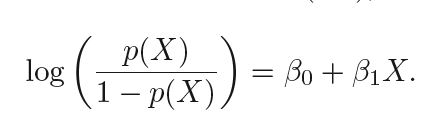 log ( p(X) / 1 − p(X) ) = β₀ + β₁X.